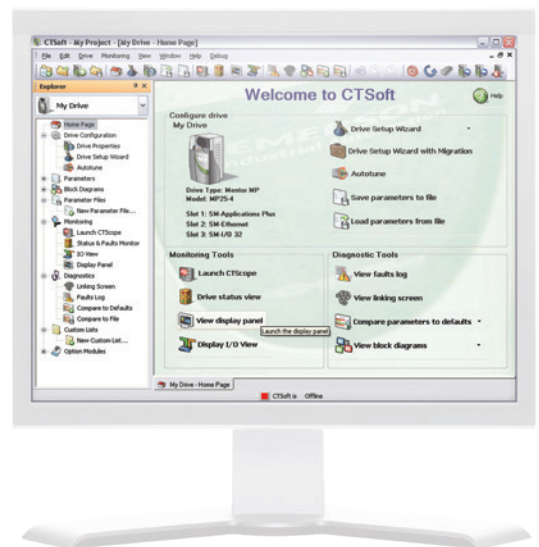 CTSoft - My Project - [My Drive - Home Page]
File Edit Drive Monitoring View Window Help Debug
Explorer
My Drive
Home Page
Drive Configuration
Drive Properties
Drive Setup Wizard
Autotune
Parameters
Block Diagrams
Parameter Files
New Parameter File...
Monitoring
Launch CTScope
Status & Faults Monitor
IO View
Display Panel
Diagnostics
Linking Screen
Faults Log
Compare to Defaults
Compare to File
Custom Lists
New Custom List...
Option Modules
Welcome to CTSoft
Help
Configure drive
My Drive
Drive Type: Mentor MP
Model: MP25-4
Slot 1: SM-Applications Plus
Slot 2: SM-Ethernet
Slot 3: SM-I/O 32
Drive Setup Wizard
Drive Setup Wizard with Migration
Autotune
Save parameters to file
Load parameters from file
EMERSON
Industrial
Monitoring Tools
Launch CTScope
Drive status view
View display panel
Launch the display panel
Display I/O View
Diagnostic Tools
View faults log
View linking screen
Compare parameters to defaults
View block diagrams
My Drive - Home Page
CTSoft is Offline